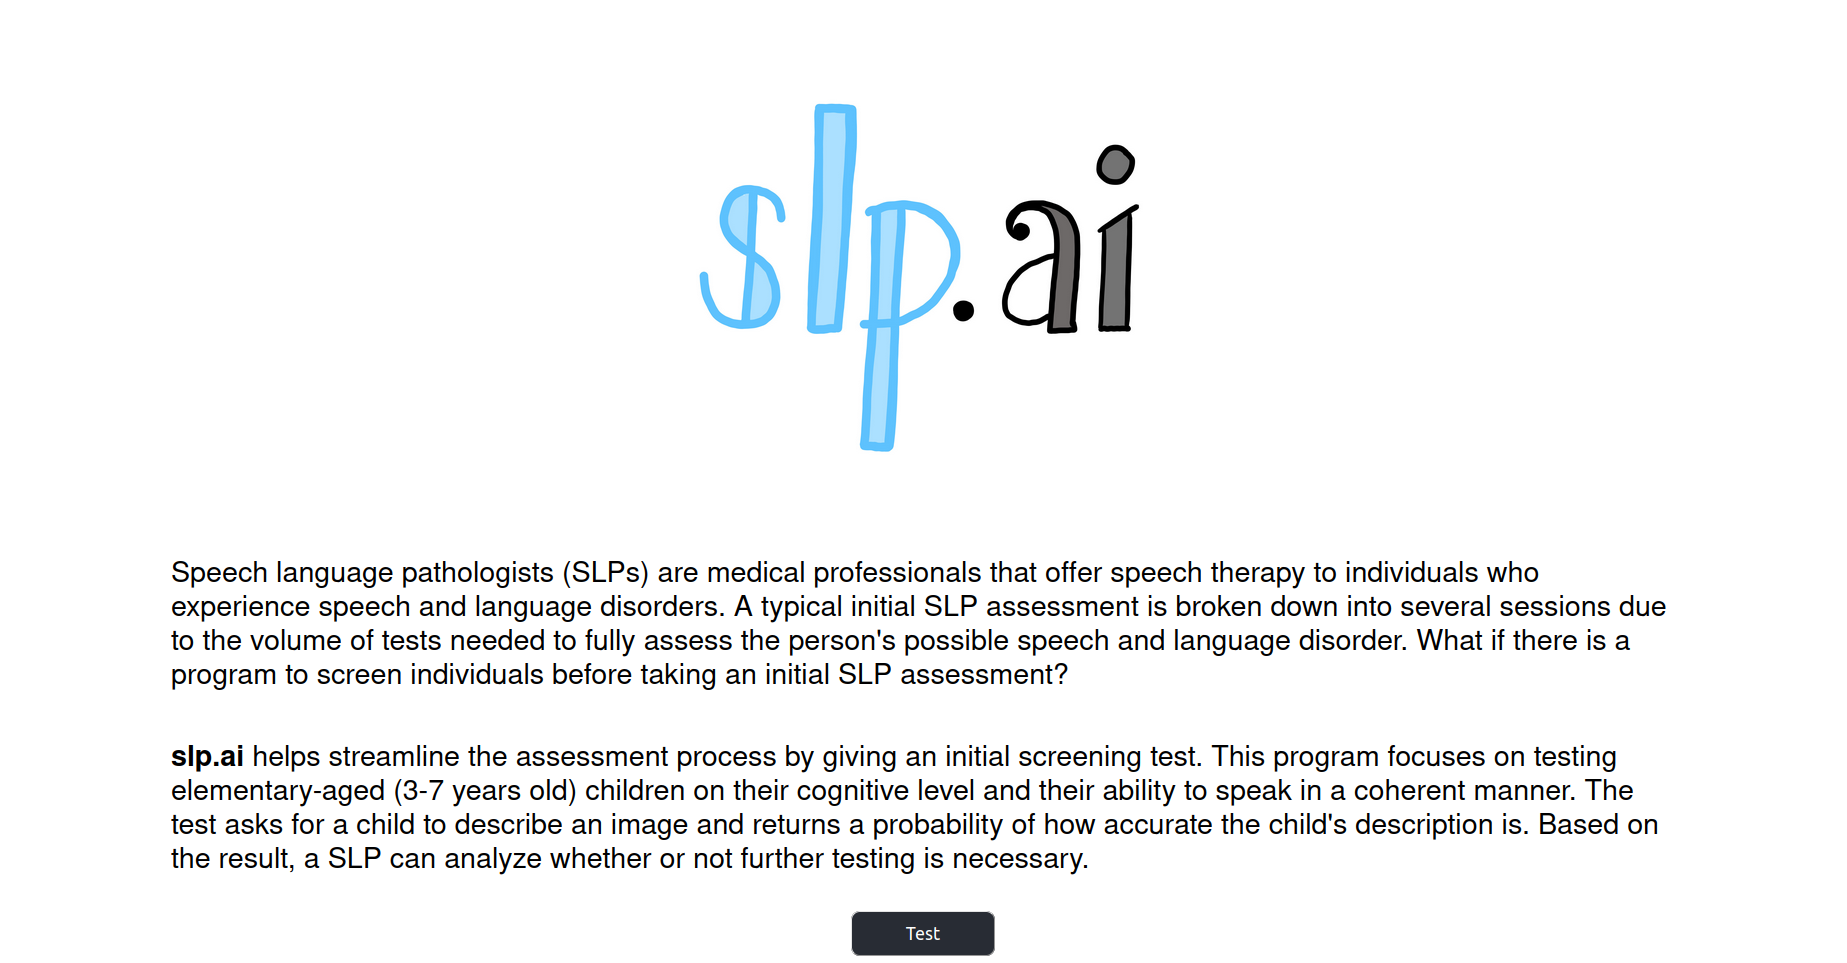 slp.ai
Speech language pathologists (SLPs) are medical professionals that offer speech therapy to individuals who
experience speech and language disorders. A typical initial SLP assessment is broken down into several sessions due
to the volume of tests needed to fully assess the person's possible speech and language disorder. What if there is a
program to screen individuals before taking an initial SLP assessment?
slp.ai helps streamline the assessment process by giving an initial screening test. This program focuses on testing
elementary-aged (3-7 years old) children on their cognitive level and their ability to speak in a coherent manner. The
test asks for a child to describe an image and returns a probability of how accurate the child's description is. Based on
the result, a SLP can analyze whether or not further testing is necessary.
Test